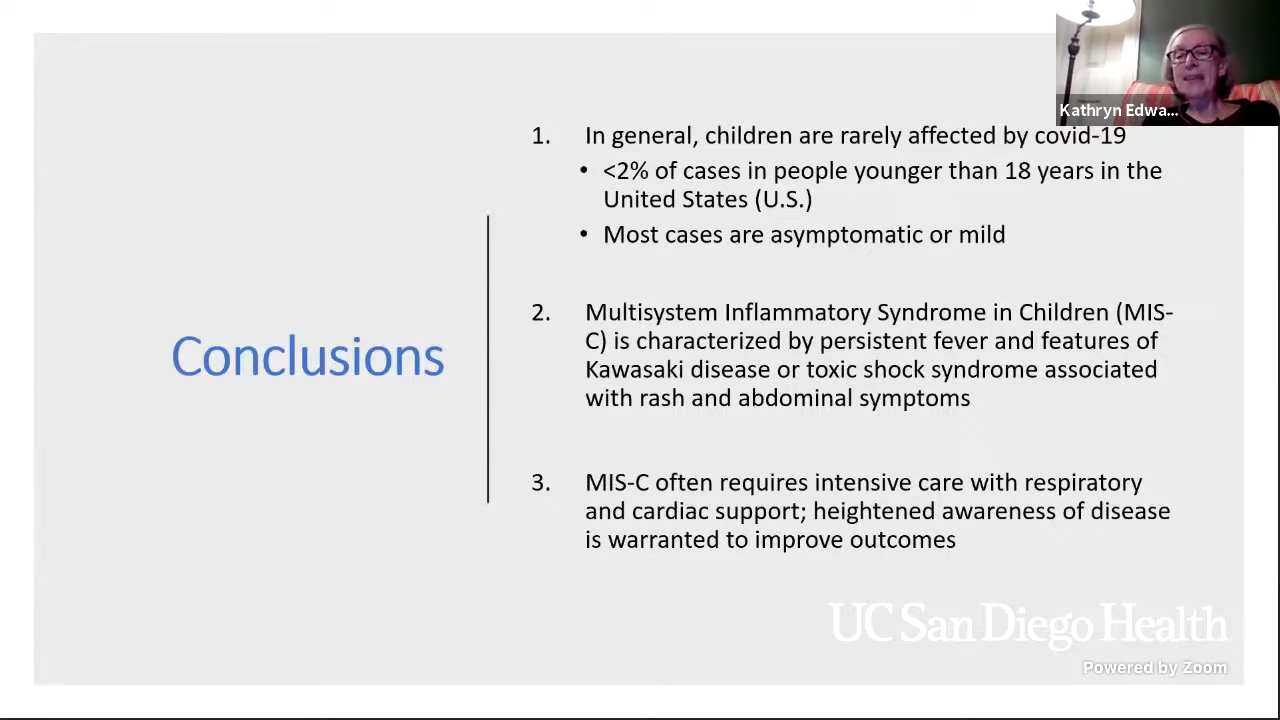 Kathryn Edwa...
Conclusions
1. In general, children are rarely affected by covid-19
• <2% of cases in people younger than 18 years in the
United States (U.S.)
• Most cases are asymptomatic or mild
2. Multisystem Inflammatory Syndrome in Children (MIS-
C) is characterized by persistent fever and features of
Kawasaki disease or toxic shock syndrome associated
with rash and abdominal symptoms
3. MIS-C often requires intensive care with respiratory
and cardiac support; heightened awareness of disease
is warranted to improve outcomes
UC San Diego Health
Powered by Zoom